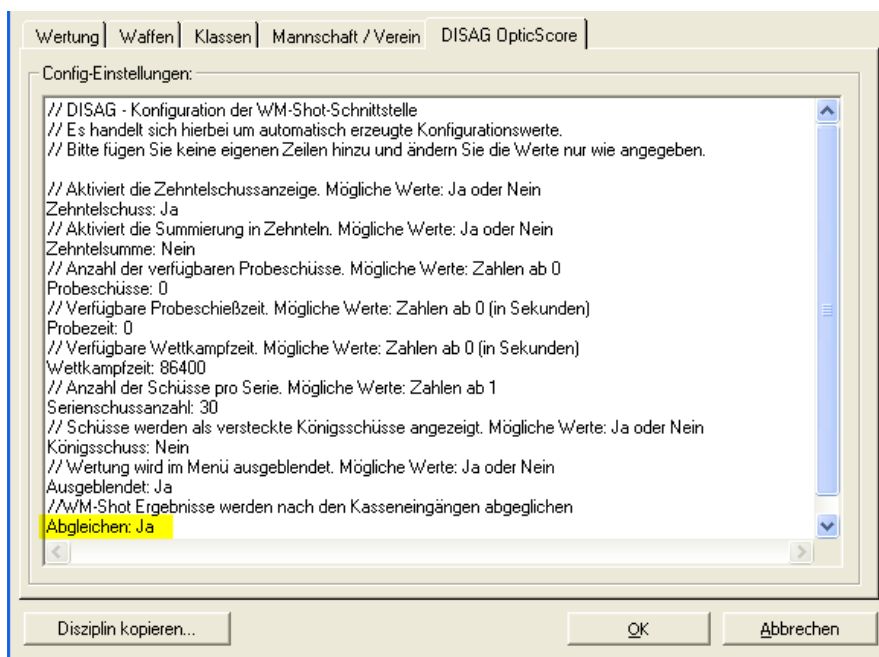 Wertung Waffen Klassen Mannschaft / Verein DISAG OpticScore
Config-Einstellungen:
// DISAG - Konfiguration der WM-Shot-Schnittstelle
// Es handelt sich hierbei um automatisch erzeugte Konfigurationswerte.
// Bitte fügen Sie keine eigenen Zeilen hinzu und ändern Sie die Werte nur wie angegeben.
// Aktiviert die Zehntelschussanzeige. Mögliche Werte: Ja oder Nein
Zehntelschuss: Ja
// Aktiviert die Summierung in Zehnteln. Mögliche Werte: Ja oder Nein
Zehntelsumme: Nein
// Anzahl der verfügbaren Probeschüsse. Mögliche Werte: Zahlen ab 0
Probeschüsse: 0
// Verfügbare Probeschießzeit. Mögliche Werte: Zahlen ab 0 (in Sekunden)
Probezeit: 0
// Verfügbare Wettkampfzeit. Mögliche Werte: Zahlen ab 0 (in Sekunden)
Wettkampfzeit: 86400
// Anzahl der Schüsse pro Serie. Mögliche Werte: Zahlen ab 1
Serienschussanzahl: 30
// Schüsse werden als versteckte Königsschüsse angezeigt. Mögliche Werte: Ja oder Nein
Königsschuss: Nein
// Wertung wird im Menü ausgeblendet. Mögliche Werte: Ja oder Nein
Ausgeblendet: Ja
//WM-Shot Ergebnisse werden nach den Kasseneingängen abgeglichen
Abgleichen: Ja
Disziplin kopieren... OK Abbrechen